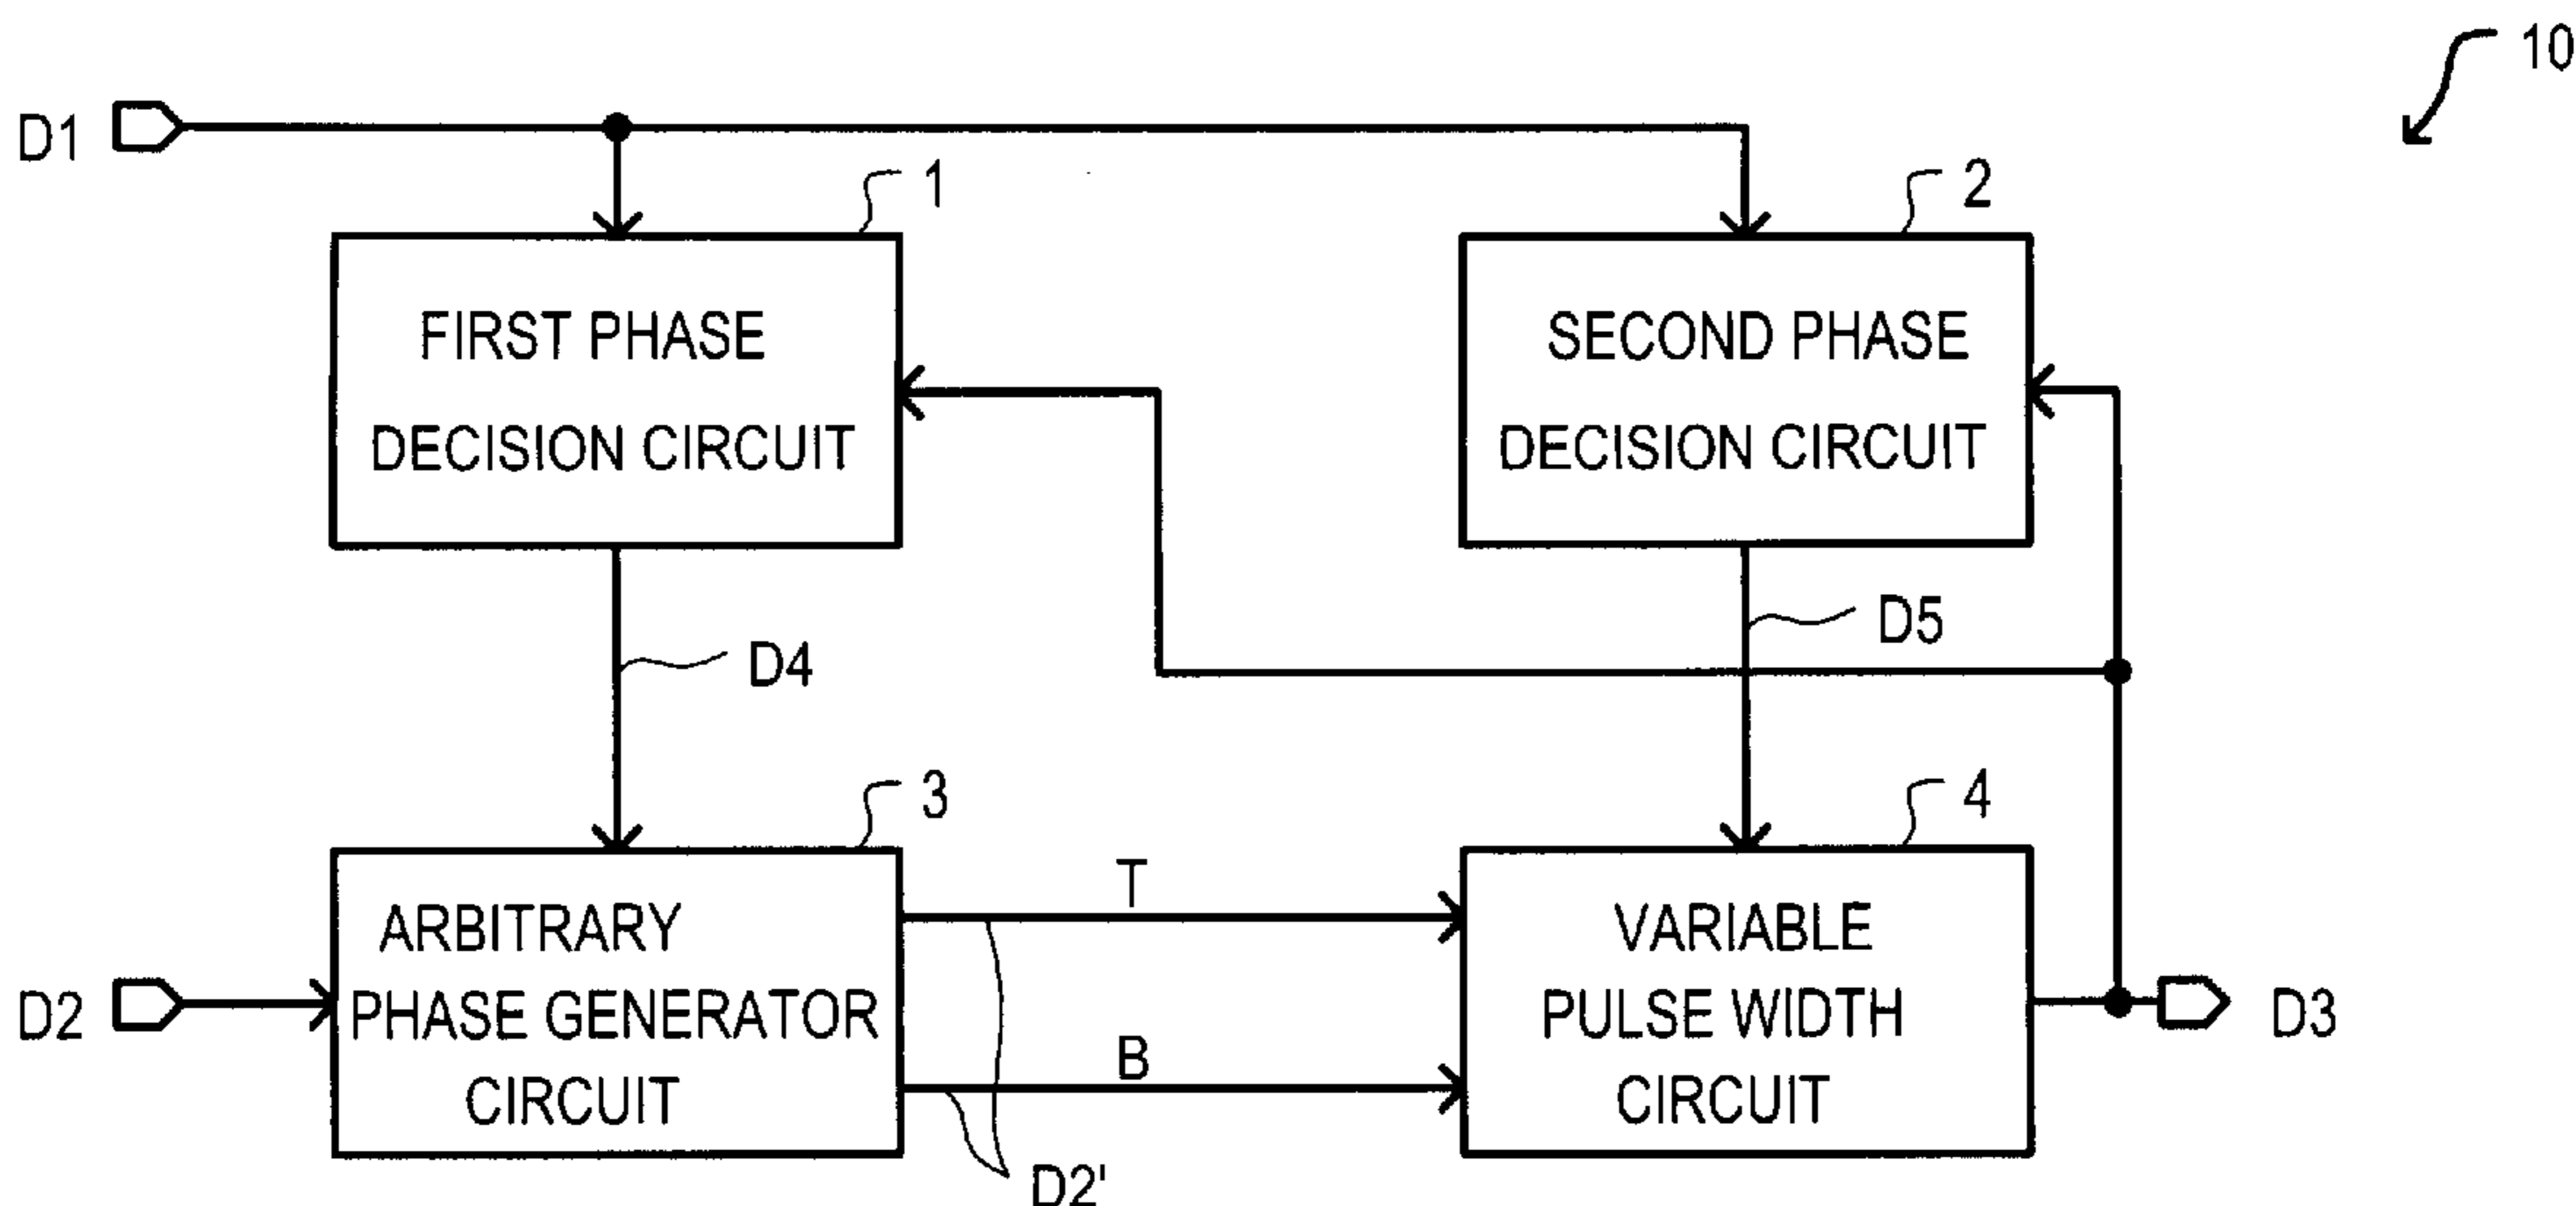 10
D1
1
2
FIRST PHASE
DECISION CIRCUIT
SECOND PHASE
DECISION CIRCUIT
D4
D5
3
4
ARBITRARY
PHASE GENERATOR
CIRCUIT
T
B
VARIABLE
PULSE WIDTH
CIRCUIT
D2
D3
D2'